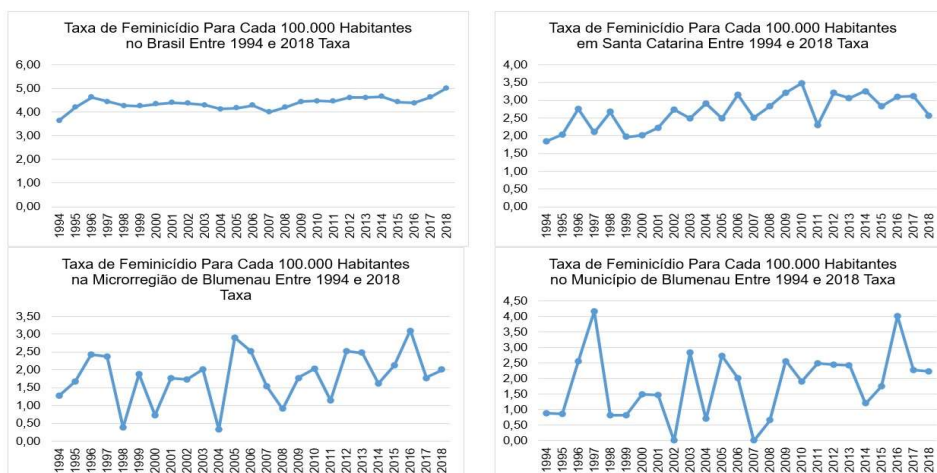 Taxa de Feminicídio Para Cada 100.000 Habitantes
no Brasil Entre 1994 e 2018 Taxa
6,00
5,00
4,00
3,00
2,00
1,00
0,00
1994 1995 1996 1997 1998 1999 2000 2001 2002 2003 2004 2005 2006 2007 2008 2009 2010 2011 2012 2013 2014 2015 2016 2017 2018
Taxa de Feminicídio Para Cada 100.000 Habitantes
em Santa Catarina Entre 1994 e 2018 Taxa
4,00
3,50
3,00
2,50
2,00
1,50
1,00
0,50
0,00
1994 1995 1996 1997 1998 1999 2000 2001 2002 2003 2004 2005 2006 2007 2008 2009 2010 2011 2012 2013 2014 2015 2016 2017 2018
Taxa de Feminicídio Para Cada 100.000 Habitantes
na Microrregião de Blumenau Entre 1994 e 2018
Taxa
3,50
3,00
2,50
2,00
1,50
1,00
0,50
0,00
1994 1995 1996 1997 1998 1999 2000 2001 2002 2003 2004 2005 2006 2007 2008 2009 2010 2011 2012 2013 2014 2015 2016 2017 2018
Taxa de Feminicídio Para Cada 100.000 Habitantes
no Município de Blumenau Entre 1994 e 2018 Taxa
4,50
4,00
3,50
3,00
2,50
2,00
1,50
1,00
0,50
0,00
1994 1995 1996 1997 1998 1999 2000 2001 2002 2003 2004 2005 2006 2007 2008 2009 2010 2011 2012 2013 2014 2015 2016 2017 2018